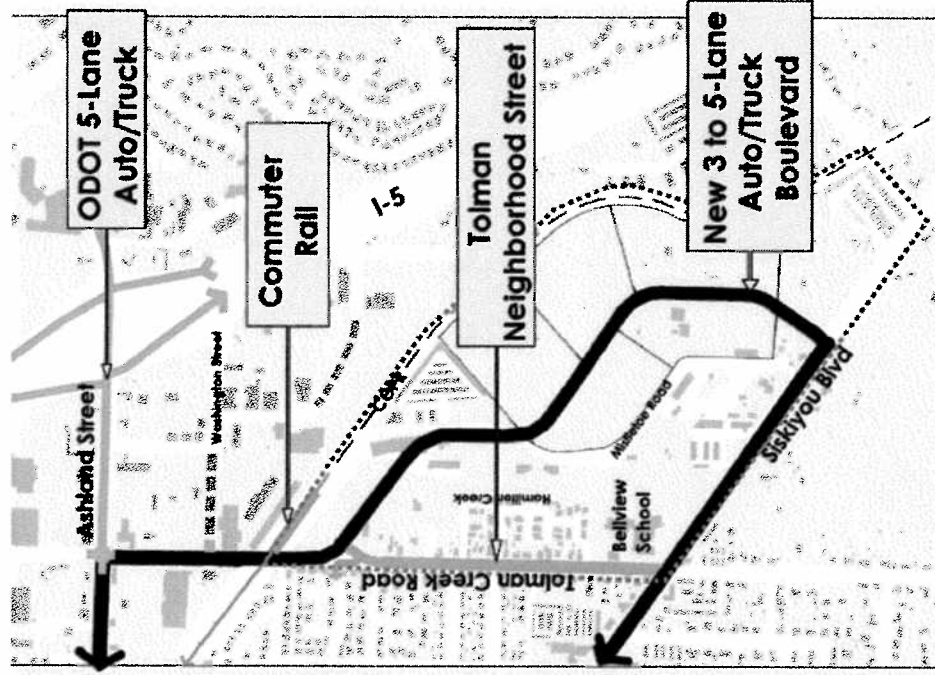 ODOT 5-Lane
Auto/Truck
Commuter
Rail
I-5
Tolman
Neighborhood Street
New 3 to 5-Lane
Auto/Truck
Boulevard
Ashland Street
Washington Street
Mistletoe Road
Hamilton Creek
Bellview
School
Siskiyou Blvd
Tolman Creek Road